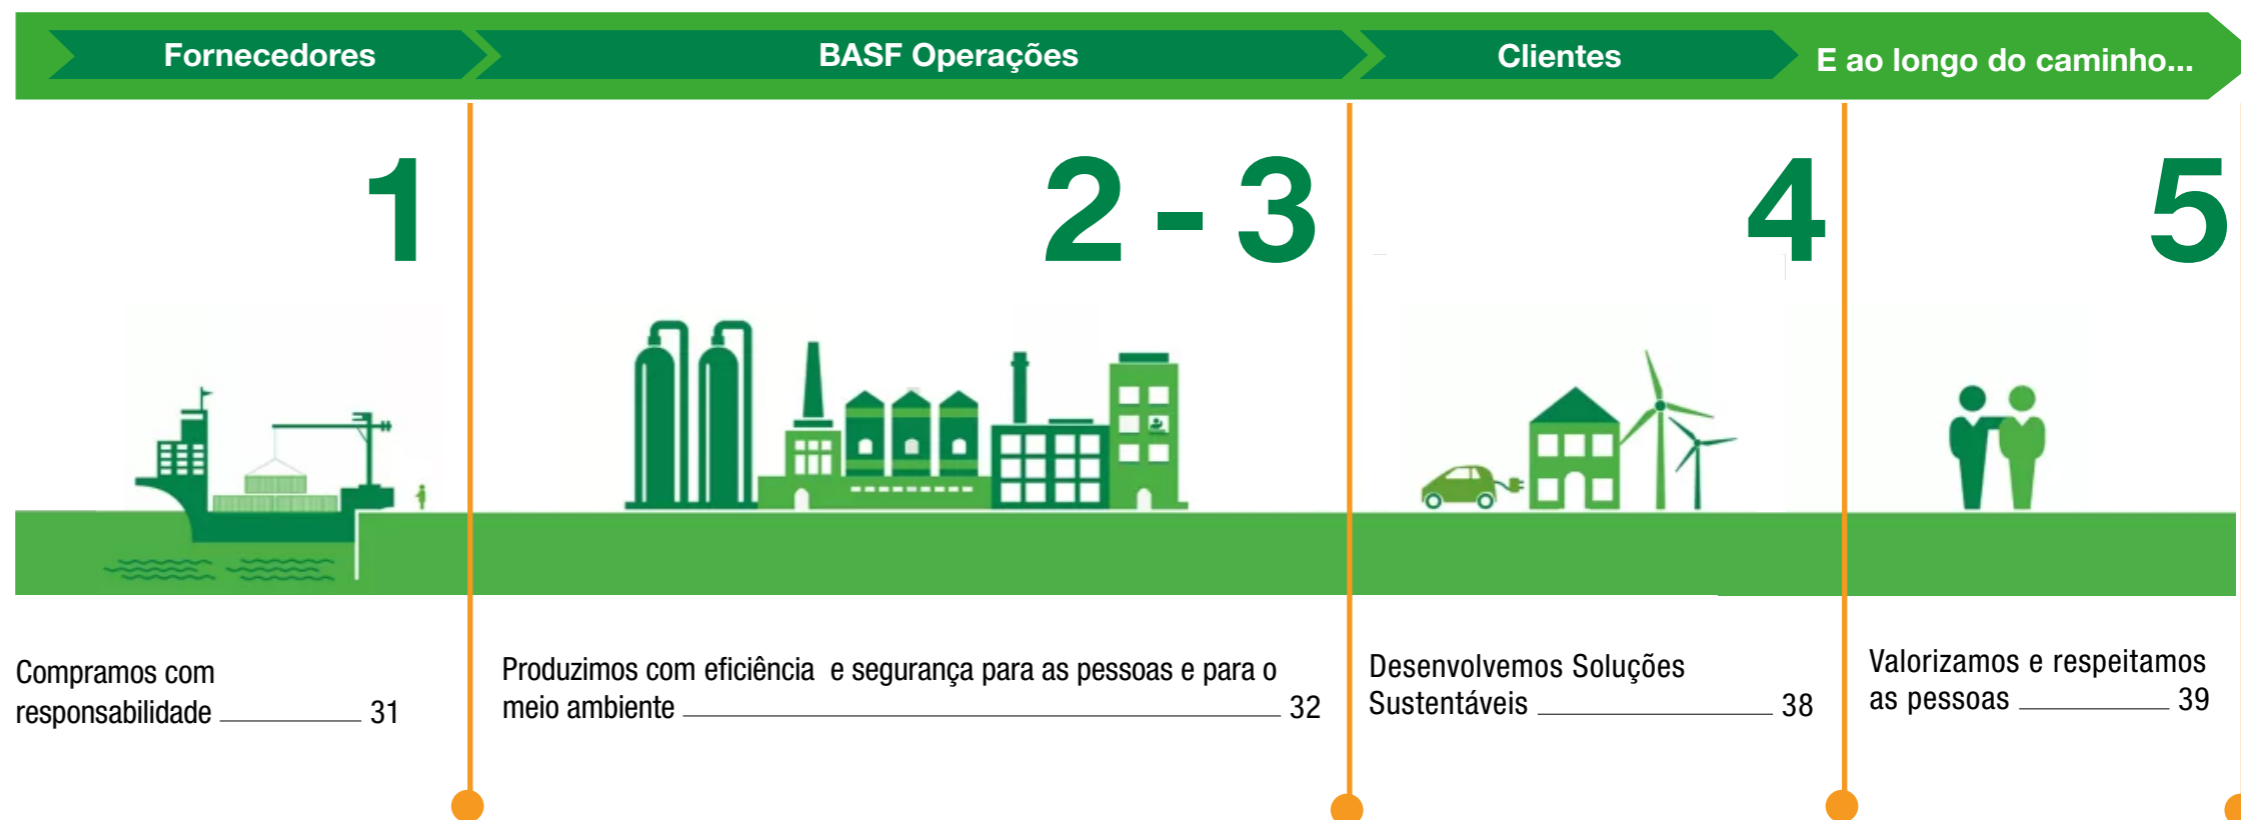 Fornecedores
BASF Operações
Clientes
E ao longo do caminho...
1
2 - 3
4
5
Compramos com
responsabilidade 31
Produzimos com eficiência e segurança para as pessoas e para o
meio ambiente 32
Desenvolvemos Soluções
Sustentáveis 38
Valorizamos e respeitamos
as pessoas 39